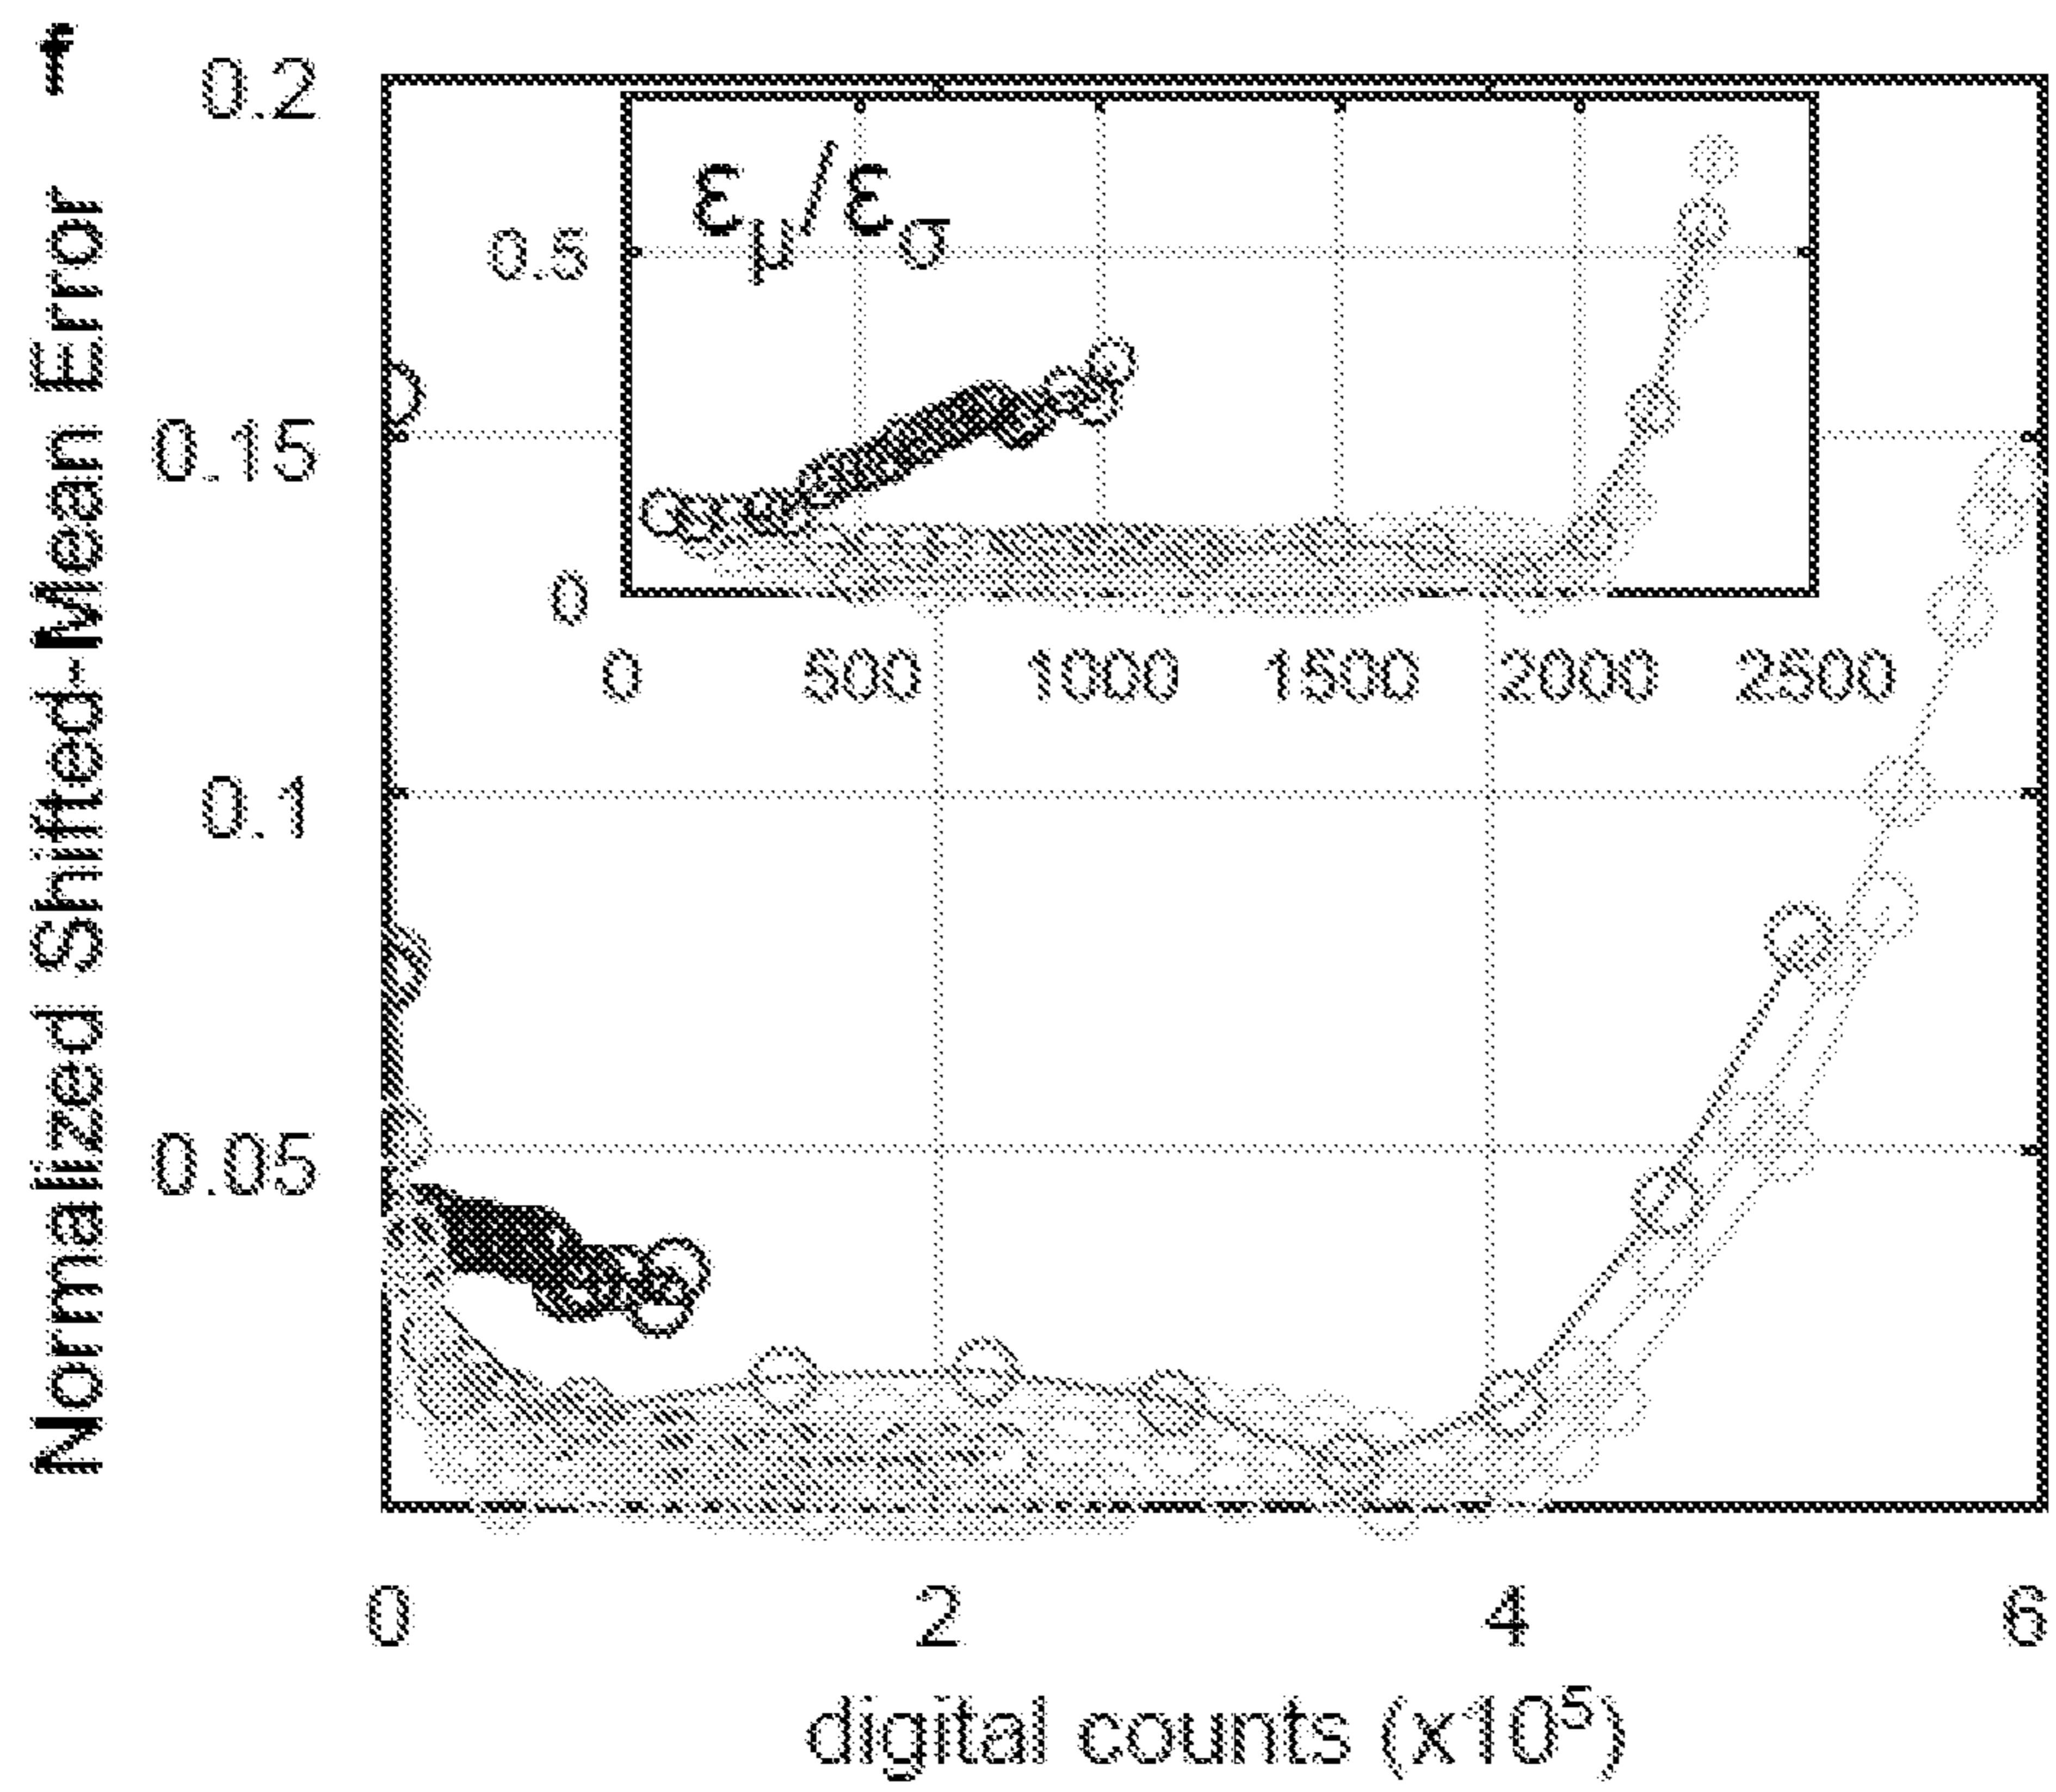 f
Normalized Shifted-Mean Error
0.2
0.15
0.1
0.05
εμ/εσ
0.5
0
0 500 1000 1500 2000 2500
0 2 4 6
digital counts (x10⁵)